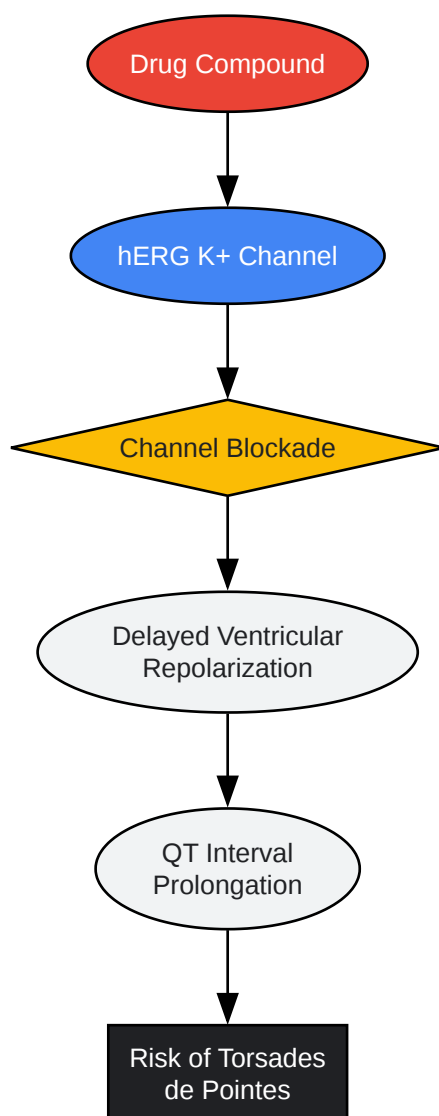 Drug Compound
hERG K+ Channel
Channel Blockade
Delayed Ventricular
Repolarization
QT Interval
Prolongation
Risk of Torsades
de Pointes